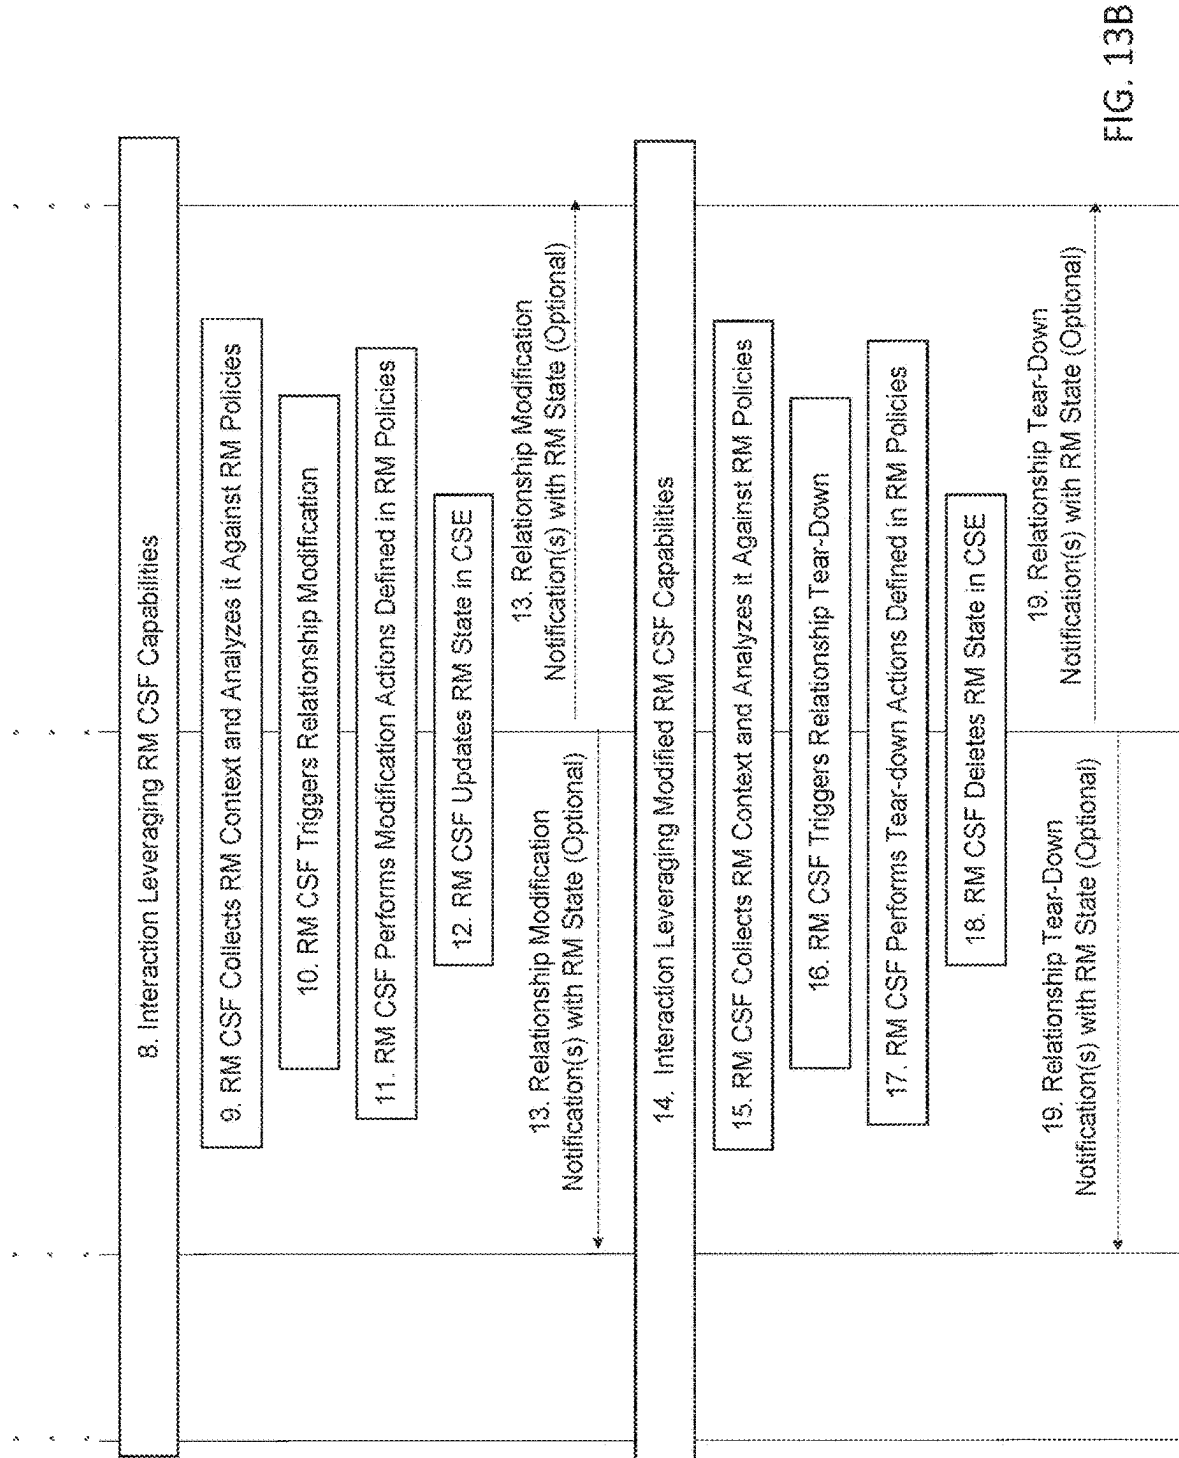 8. Interaction Leveraging RM CSF Capabilities
9. RM CSF Collects RM Context and Analyzes it Against RM Policies
10. RM CSF Triggers Relationship Modification
11. RM CSF Performs Modification Actions Defined in RM Policies
12. RM CSF Updates RM State in CSE
13. Relationship Modification
Notification(s) with RM State (Optional)
13. Relationship Modification
Notification(s) with RM State (Optional)
14. Interaction Leveraging Modified RM CSF Capabilities
15. RM CSF Collects RM Context and Analyzes it Against RM Policies
16. RM CSF Triggers Relationship Tear-Down
17. RM CSF Performs Tear-down Actions Defined in RM Policies
18. RM CSF Deletes RM State in CSE
19. Relationship Tear-Down
Notification(s) with RM State (Optional)
19. Relationship Tear-Down
Notification(s) with RM State (Optional)
FIG. 13B